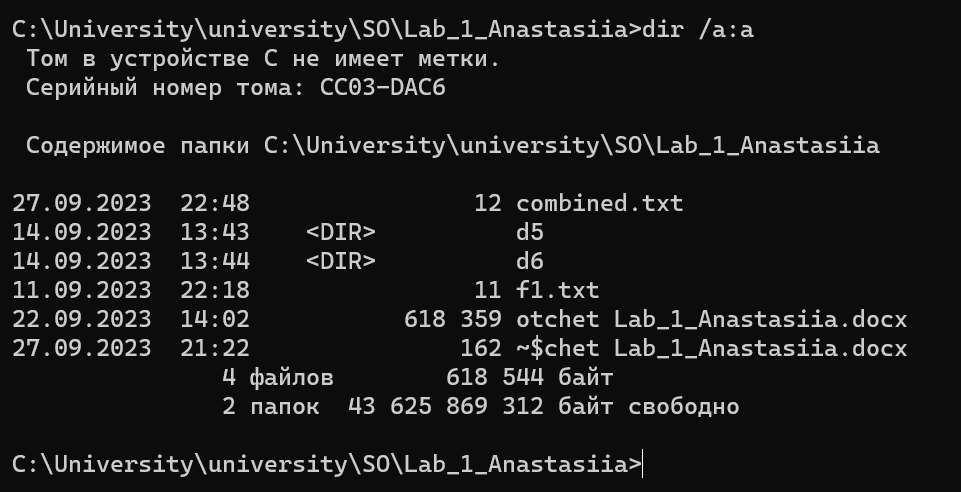 C:\University\university\SO\Lab_1_Anastasiia>dir /a:a
Том в устройстве C не имеет метки.
Серийный номер тома: CC03-DAC6
Содержимое папки C:\University\university\SO\Lab_1_Anastasiia
27.09.2023  22:48                12 combined.txt
14.09.2023  13:43    <DIR>          d5
14.09.2023  13:44    <DIR>          d6
11.09.2023  22:18                11 f1.txt
22.09.2023  14:02           618 359 otchet Lab_1_Anastasiia.docx
27.09.2023  21:22               162 ~$chet Lab_1_Anastasiia.docx
4 файлов        618 544 байт
2 папок  43 625 869 312 байт свободно
C:\University\university\SO\Lab_1_Anastasiia>